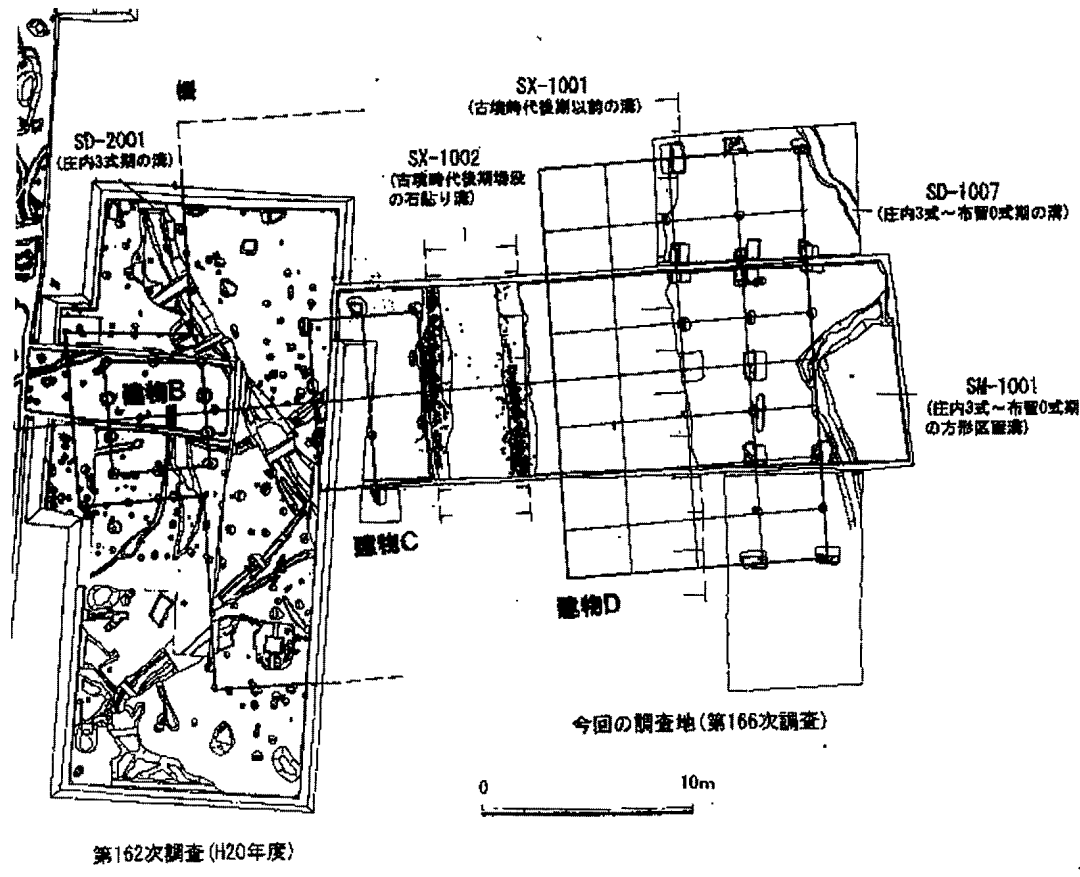 柵
SX-1001
(古墳時代後期以前の溝)
SD-2001
(庄内3式期の溝)
SX-1002
(古墳時代後期増設
の石貼り溝)
SD-1007
(庄内3式~布留0式期の溝)
建物B
SM-1001
(庄内3式~布留0式期
の方形区画溝)
建物C
建物D
今回の調査地(第166次調査)
0 10m
第162次調査(H20年度)